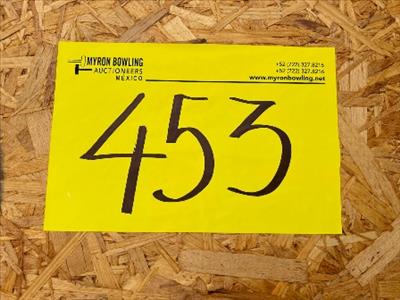 MYRON BOWLING
AUCTIONEERS
MEXICO
+52 (722) 327.8215
+52 (722) 327.8216
www.myronbowling.net
453